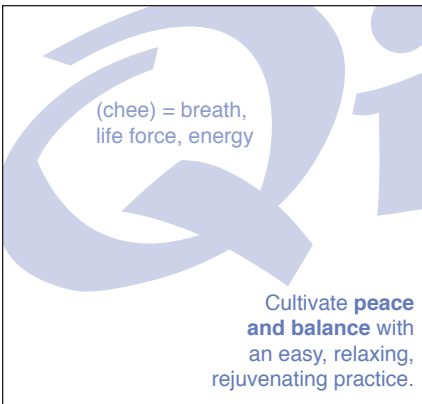 Qi
(chee) = breath,
life force, energy
Cultivate peace
and balance with
an easy, relaxing,
rejuvenating practice.